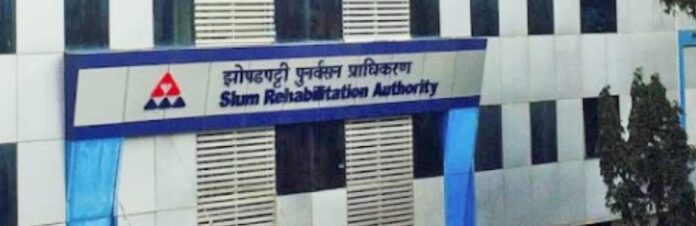 झोपडपट्टी पुनर्वसन प्राधिकरण
Slum Rehabilitation Authority